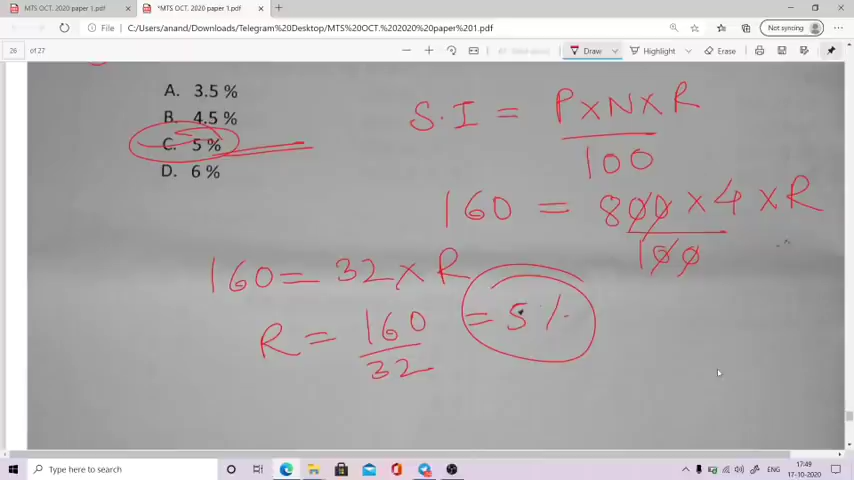 MTS OCT. 2020 paper 1.pdf
*MTS OCT. 2020 paper 1.pdf
File
C:/Users/anand/Downloads/Telegram%20Desktop/MTS%20OCT.%202020%20paper%201.pdf
Not syncing
26 of 27
Draw
Highlight
Erase
A. 3.5 %
B. 4.5 %
C. 5 %
D. 6 %
S.I = P×N×R
100
160 = 800 × 4 × R
100
160 = 32 × R
R = 160 = 5 %
32
Type here to search
ENG
17:49
17-10-2020